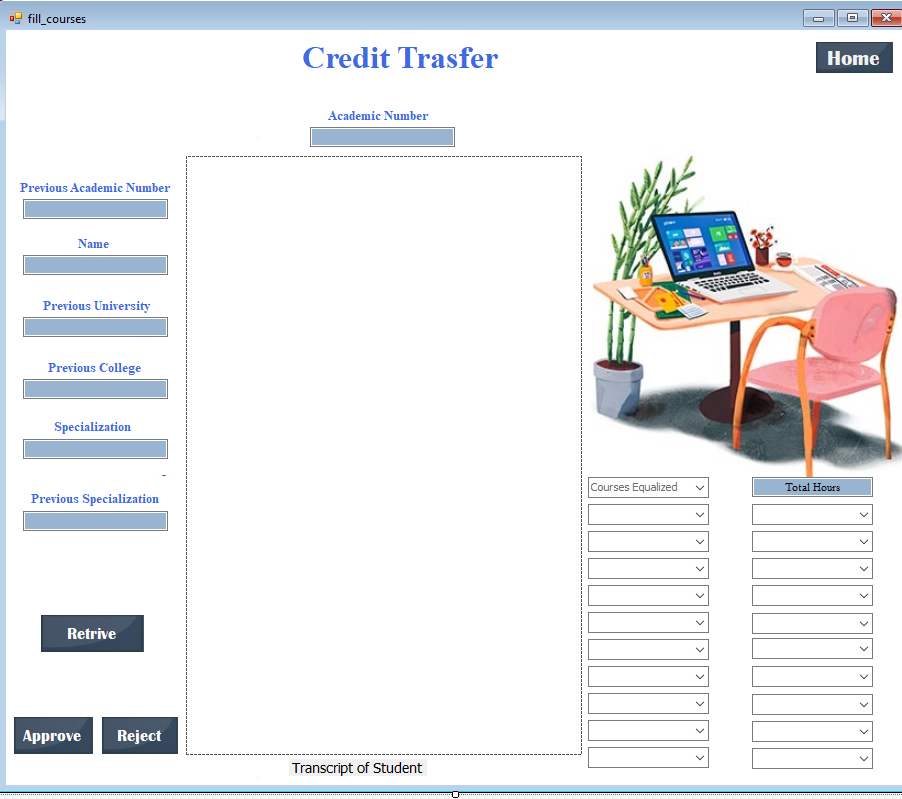 fill_courses
Credit Trasfer
Home
Academic Number
Previous Academic Number
Name
Previous University
Previous College
Specialization
-
Previous Specialization
Courses Equalized
Total Hours
Retrive
Approve
Reject
Transcript of Student